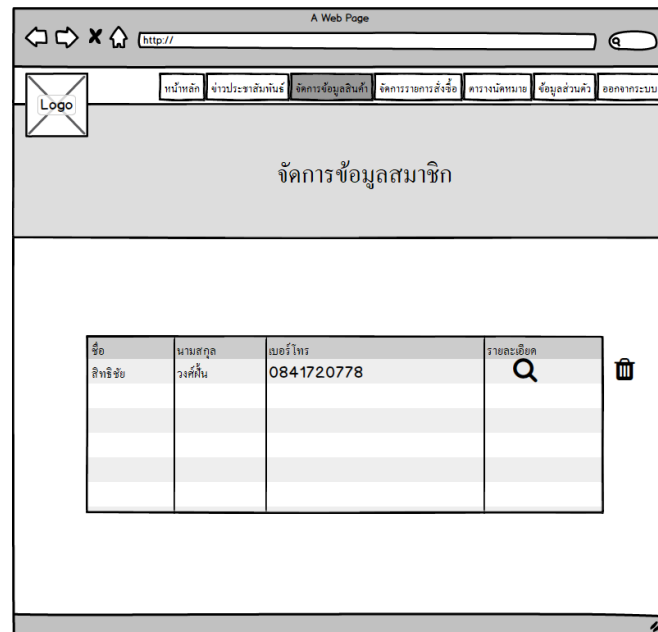 A Web Page
http://
Logo
หน้าหลัก ข่าวประชาสัมพันธ์ จัดการข้อมูลสินค้า จัดการรายการสั่งซื้อ ตารางนัดหมาย ข้อมูลส่วนตัว ออกจากระบบ
จัดการข้อมูลสมาชิก
ชื่อ นามสกุล เบอร์โทร รายละเอียด
สิทธิชัย วงศ์ฝั้น 0841720778